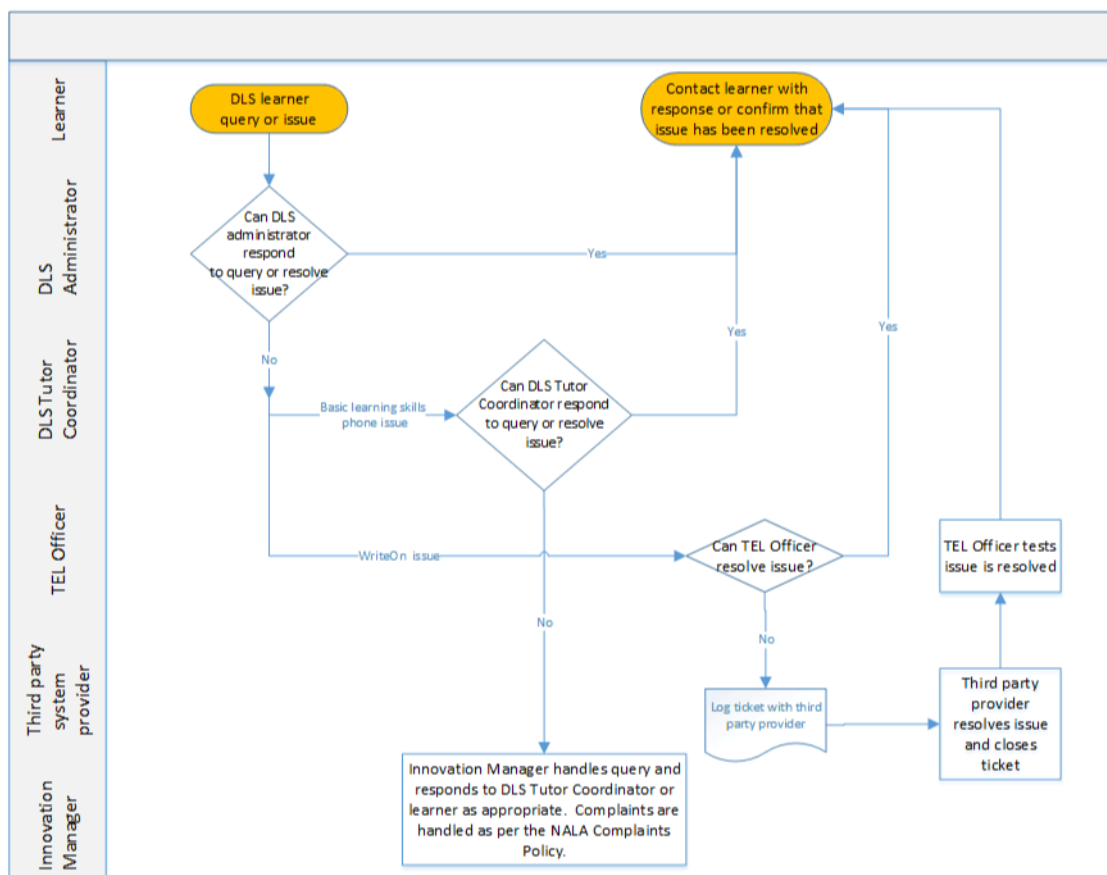 Learner
DLS learner
query or issue
Contact learner with
response or confirm that
issue has been resolved
DLS
Administrator
Can DLS
administrator
respond
to query or resolve
issue?
Yes
No
DLSTutor
Coordinator
Basic learning skills
phone issue
Can DLS Tutor
Coordinator respond
to query or resolve
issue?
Yes
Yes
TEL Officer
WriteOn issue
Can TEL Officer
resolve issue?
TEL Officer tests
issue is resolved
No
No
Third party
system
provider
Log ticket with third
party provider
Third party
provider
resolves issue
and closes
ticket
Innovation
Manager
Innovation Manager handles query and
responds to DLS Tutor Coordinator or
learner as appropriate. Complaints are
handled as per the NALA Complaints
Policy.